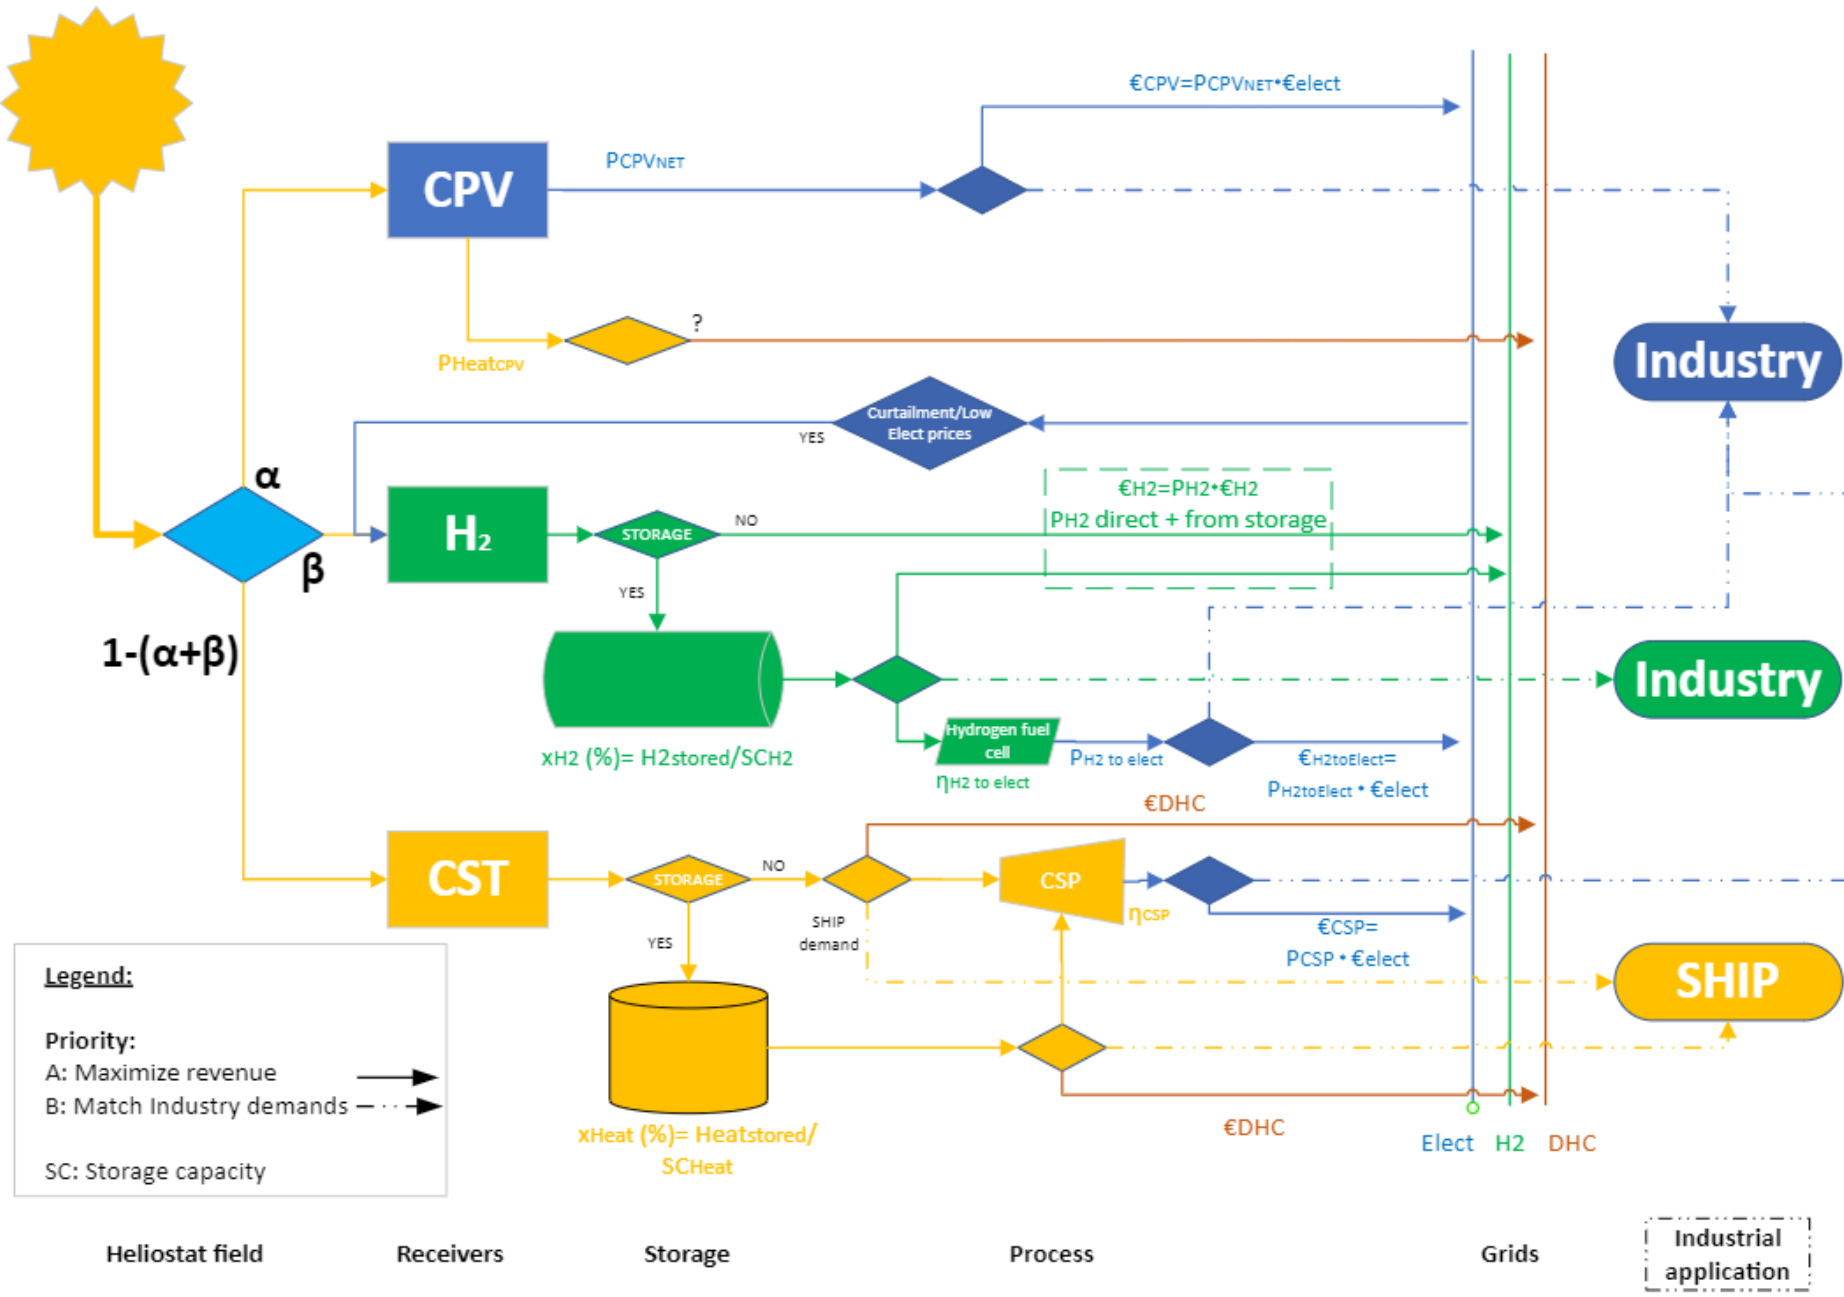 €CPV=PCPVNET•€elect
CPV
PCPVNET
?
PHeatCPV
Industry
Curtailment/Low
Elect prices
YES
α
€H2=PH2•€H2
PH2 direct + from storage
H2
STORAGE
NO
β
YES
1-(α+β)
Industry
Hydrogen fuel
cell
PH2 to elect
€H2toElect=
PH2toElect • €elect
xH2 (%)= H2stored/SCH2
ηH2 to elect
€DHC
CST
STORAGE
NO
CSP
ηCSP
SHIP
demand
€CSP=
PCSP • €elect
YES
SHIP
Legend:
Priority:
A: Maximize revenue
B: Match Industry demands
SC: Storage capacity
xHeat (%)= Heatstored/
SCHeat
€DHC
Elect H2 DHC
Heliostat field
Receivers
Storage
Process
Grids
Industrial
application